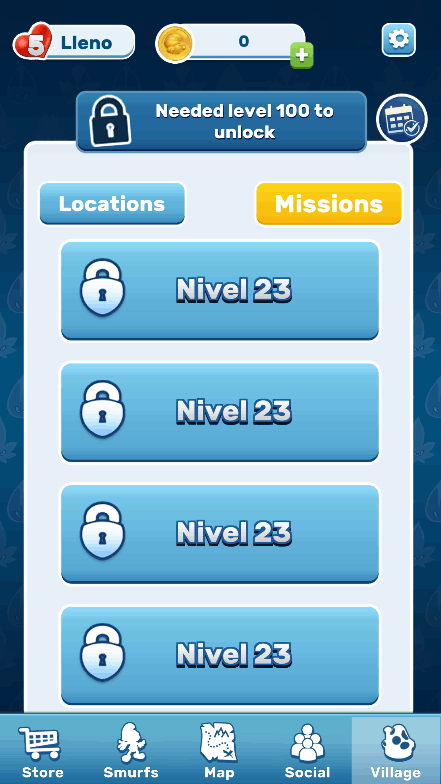 5 Lleno
0
Needed level 100 to
unlock
Locations
Missions
Nivel 23
Nivel 23
Nivel 23
Nivel 23
Store
Smurfs
Map
Social
Village